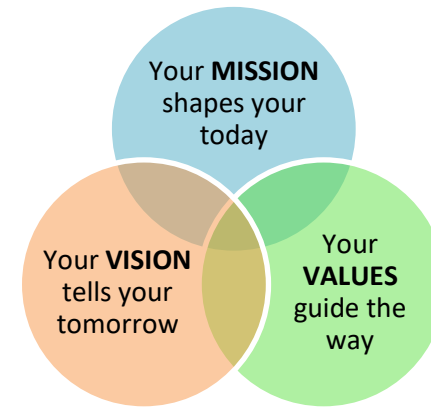 Your MISSION
shapes your
today
Your VISION
tells your
tomorrow
Your
VALUES
guide the
way